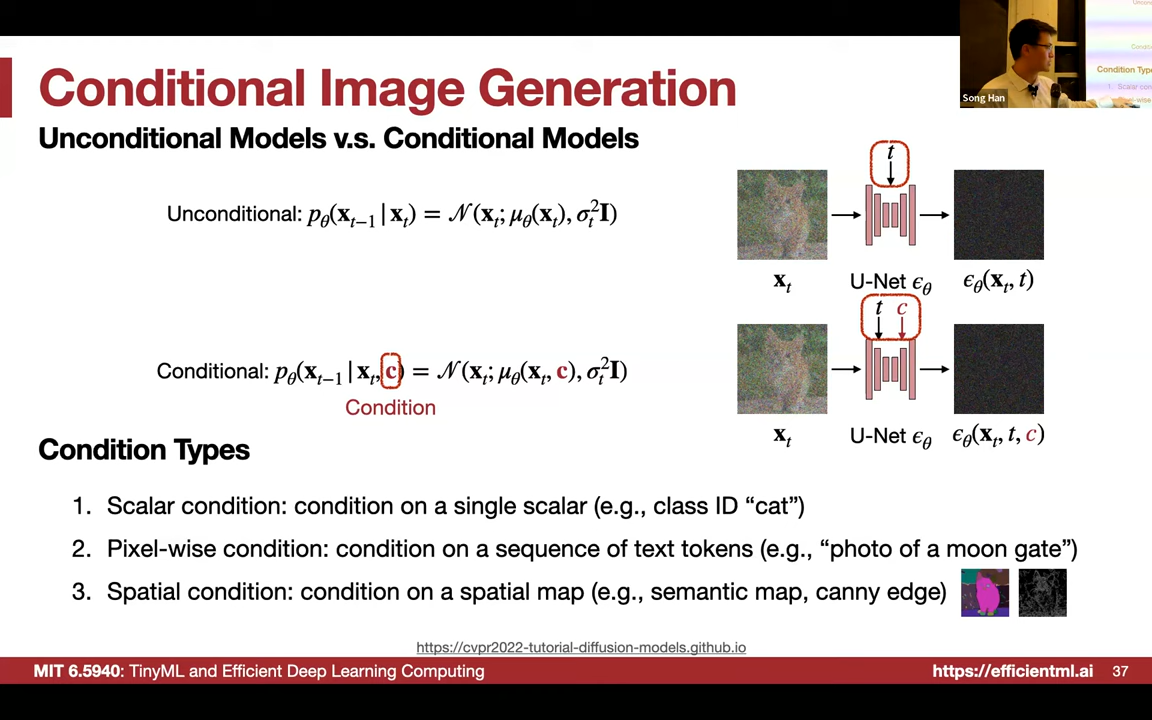 Conditional Image Generation
Unconditional Models v.s. Conditional Models
Unconditional: pθ(xt−1 | xt) = 𝒩(xt; μθ(xt), σt²I)
t
xt
U-Net ϵθ
ϵθ(xt, t)
Conditional: pθ(xt−1 | xt, c) = 𝒩(xt; μθ(xt, c), σt²I)
Condition
t c
xt
U-Net ϵθ
ϵθ(xt, t, c)
Condition Types
1. Scalar condition: condition on a single scalar (e.g., class ID “cat”)
2. Pixel-wise condition: condition on a sequence of text tokens (e.g., “photo of a moon gate”)
3. Spatial condition: condition on a spatial map (e.g., semantic map, canny edge)
https://cvpr2022-tutorial-diffusion-models.github.io
MIT 6.5940: TinyML and Efficient Deep Learning Computing
https://efficientml.ai
37
Song Han
Condition Type
1. Scalar con